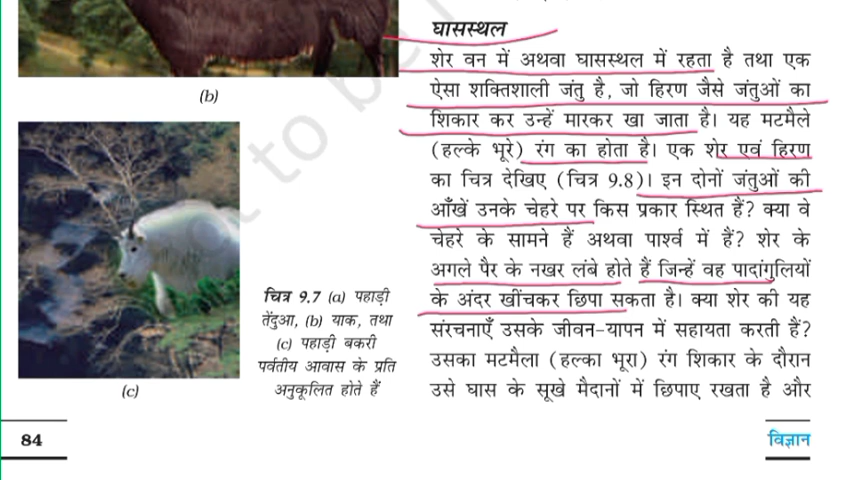 (b)
(c)
चित्र 9.7 (a) पहाड़ी
तेंदुआ, (b) याक, तथा
(c) पहाड़ी बकरी
पर्वतीय आवास के प्रति
अनुकूलित होते हैं
घासस्थल
शेर वन में अथवा घासस्थल में रहता है तथा एक
ऐसा शक्तिशाली जंतु है, जो हिरण जैसे जंतुओं का
शिकार कर उन्हें मारकर खा जाता है। यह मटमैले
(हल्के भूरे) रंग का होता है। एक शेर एवं हिरण
का चित्र देखिए (चित्र 9.8)। इन दोनों जंतुओं की
आँखें उनके चेहरे पर किस प्रकार स्थित हैं? क्या वे
चेहरे के सामने हैं अथवा पार्श्व में हैं? शेर के
अगले पैर के नखर लंबे होते हैं जिन्हें वह पादांगुलियों
के अंदर खींचकर छिपा सकता है। क्या शेर की यह
संरचनाएँ उसके जीवन-यापन में सहायता करती हैं?
उसका मटमैला (हल्का भूरा) रंग शिकार के दौरान
उसे घास के सूखे मैदानों में छिपाए रखता है और
84
विज्ञान